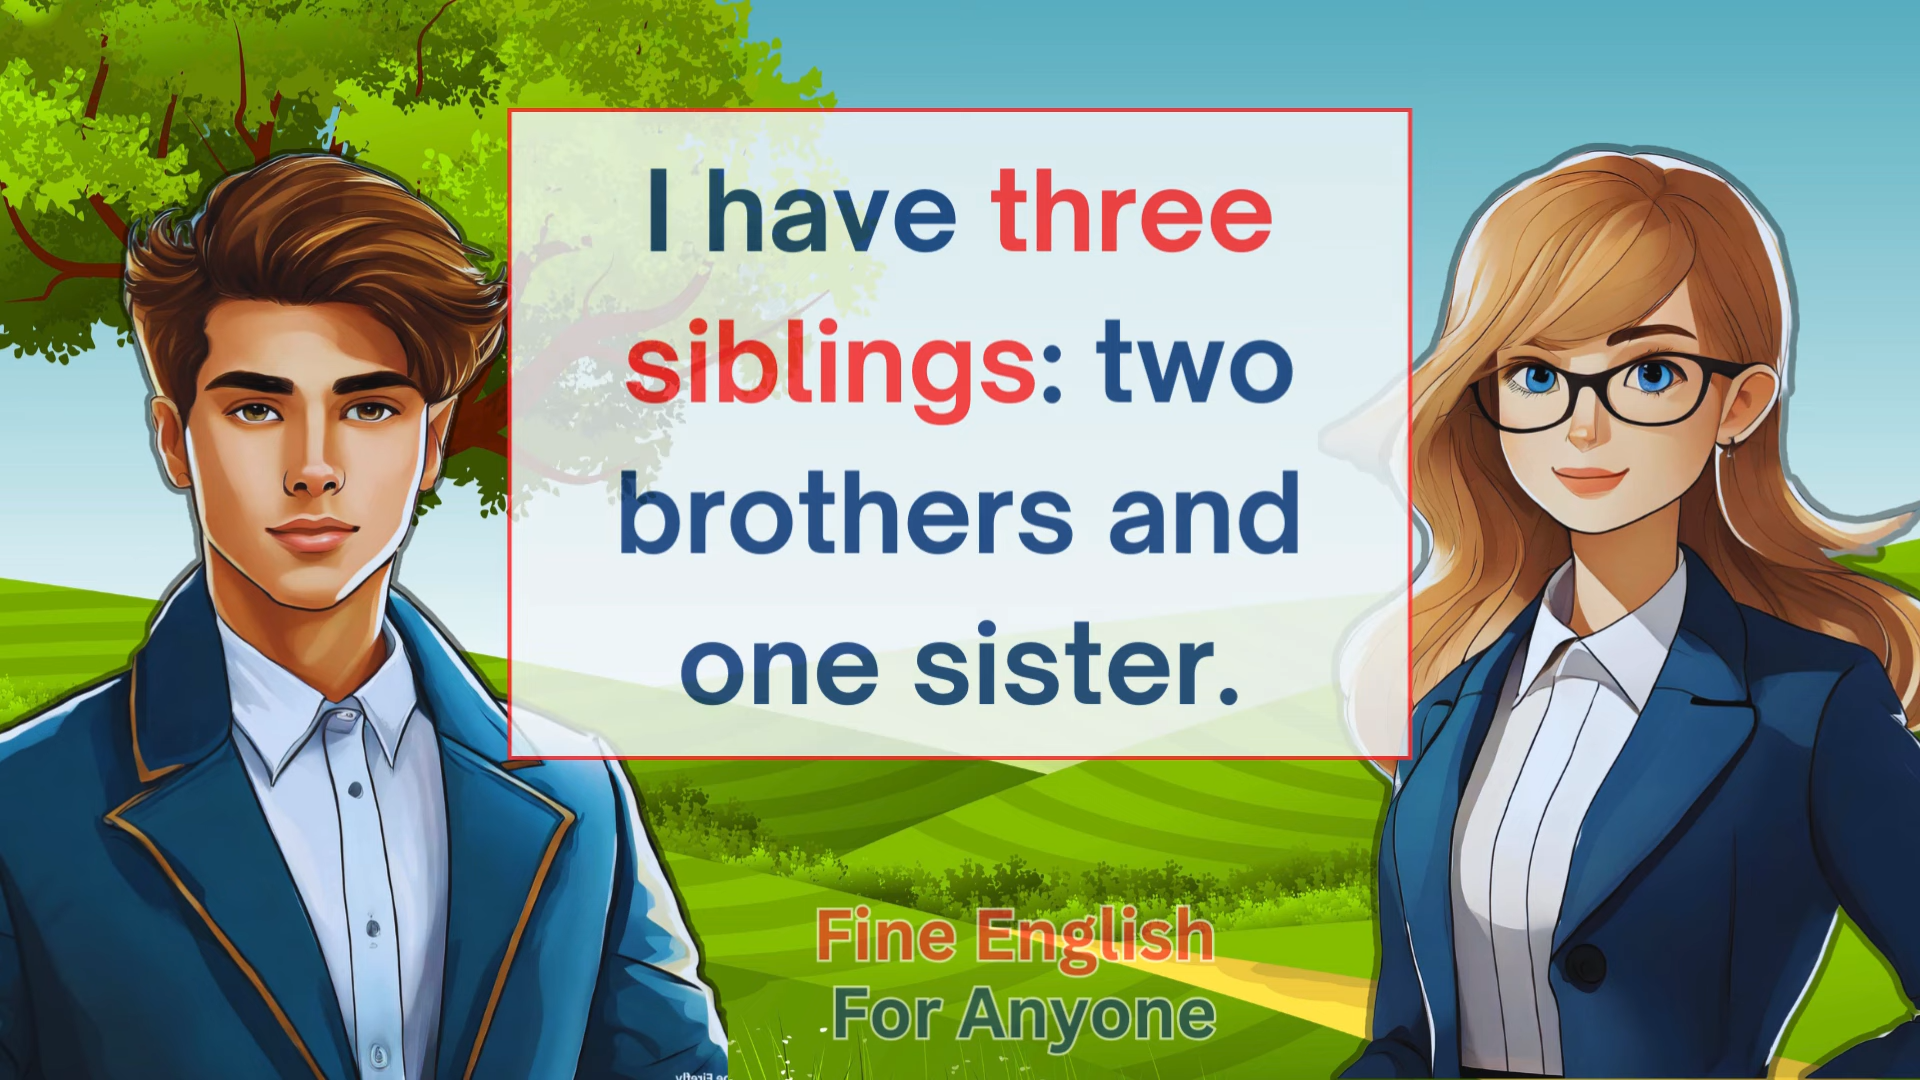 I have three
siblings: two
brothers and
one sister.
Fine English
For Anyone